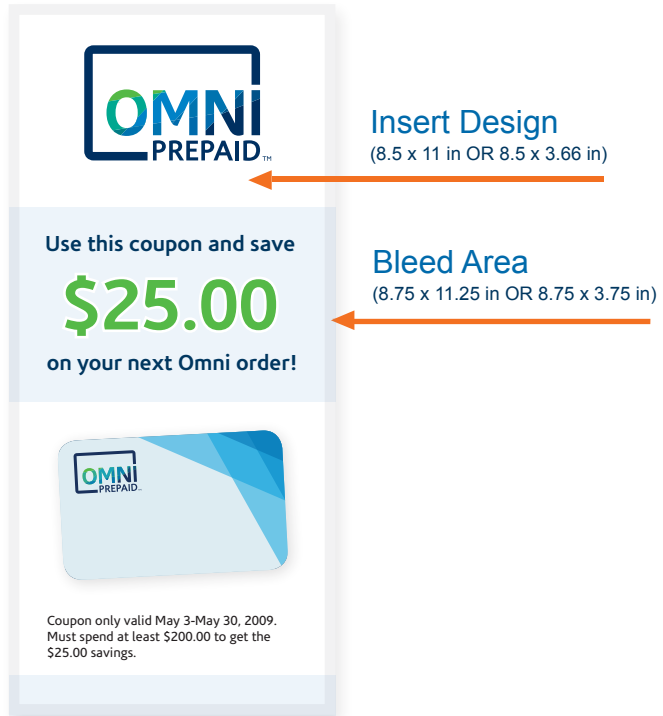 OMNI
PREPAID™
Insert Design
(8.5 x 11 in OR 8.5 x 3.66 in)
Use this coupon and save
$25.00
on your next Omni order!
Bleed Area
(8.75 x 11.25 in OR 8.75 x 3.75 in)
OMNI
PREPAID™
Coupon only valid May 3-May 30, 2009.
Must spend at least $200.00 to get the
$25.00 savings.